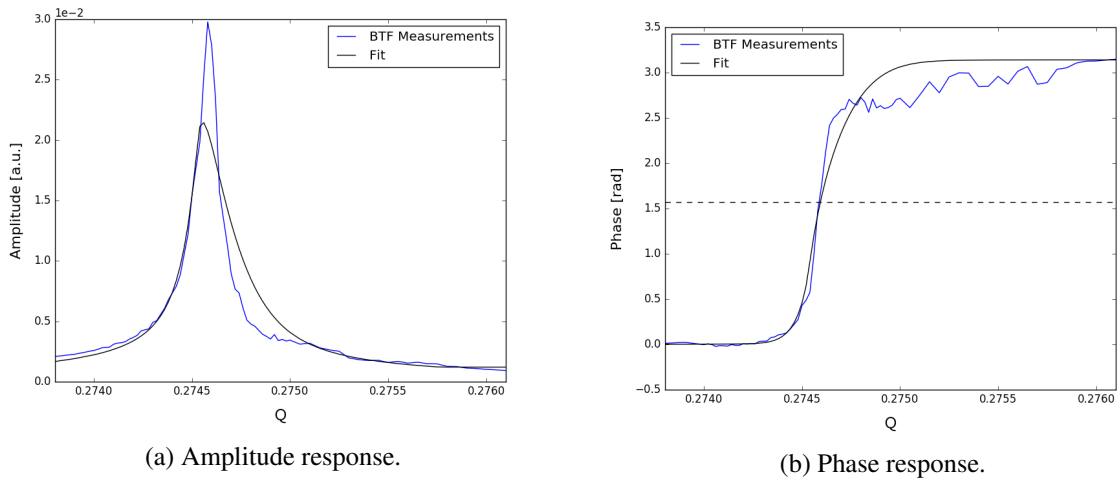 1e−2
3.0
2.5
2.0
1.5
1.0
0.5
0.0
Amplitude [a.u.]
BTF Measurements
Fit
0.2740 0.2745 0.2750 0.2755 0.2760
Q
(a) Amplitude response.
3.5
3.0
2.5
2.0
1.5
1.0
0.5
0.0
−0.5
Phase [rad]
BTF Measurements
Fit
0.2740 0.2745 0.2750 0.2755 0.2760
Q
(b) Phase response.